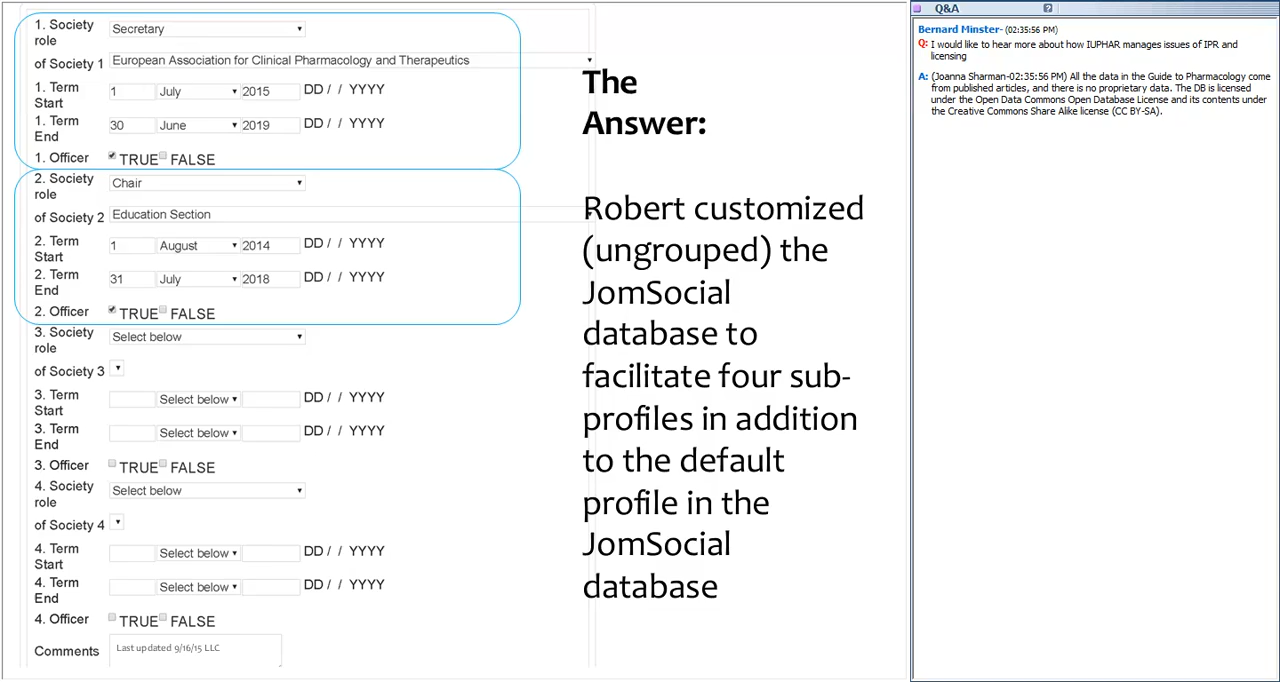 1. Society
role
Secretary
of Society 1
European Association for Clinical Pharmacology and Therapeutics
1. Term
Start
1 July 2015 DD / / YYYY
1. Term
End
30 June 2019 DD / / YYYY
1. Officer
TRUE FALSE
2. Society
role
Chair
of Society 2
Education Section
2. Term
Start
1 August 2014 DD / / YYYY
2. Term
End
31 July 2018 DD / / YYYY
2. Officer
TRUE FALSE
3. Society
role
Select below
of Society 3
3. Term
Start
Select below DD / / YYYY
3. Term
End
Select below DD / / YYYY
3. Officer
TRUE FALSE
4. Society
role
Select below
of Society 4
4. Term
Start
Select below DD / / YYYY
4. Term
End
Select below DD / / YYYY
4. Officer
TRUE FALSE
Comments
Last updated 9/16/15 LLC
The
Answer:
Robert customized
(ungrouped) the
JomSocial
database to
facilitate four sub-
profiles in addition
to the default
profile in the
JomSocial
database
Q&A
?
Bernard Minster- (02:35:56 PM)
Q: I would like to hear more about how IUPHAR manages issues of IPR and
licensing
A: (Joanna Sharman-02:35:56 PM) All the data in the Guide to Pharmacology come
from published articles, and there is no proprietary data. The DB is licensed
under the Open Data Commons Open Database License and its contents under
the Creative Commons Share Alike license (CC BY-SA).